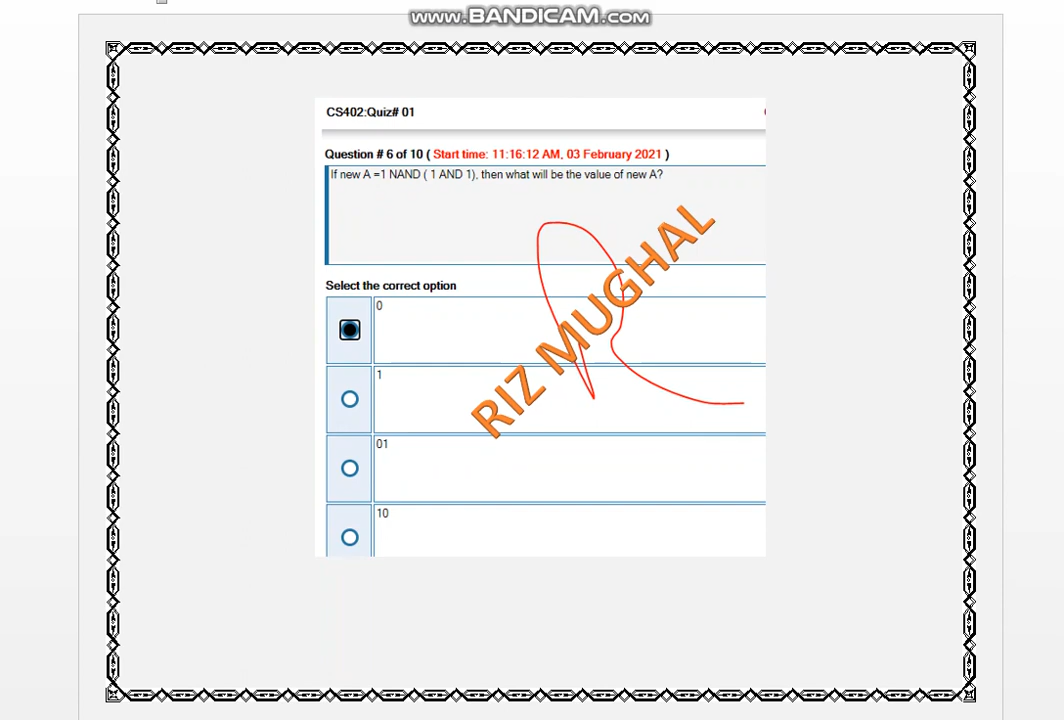 www.BANDICAM.com
CS402:Quiz# 01
Question # 6 of 10 ( Start time: 11:16:12 AM, 03 February 2021 )
If new A =1 NAND ( 1 AND 1), then what will be the value of new A?
Select the correct option
0
1
01
10
RIZ MUGHAL